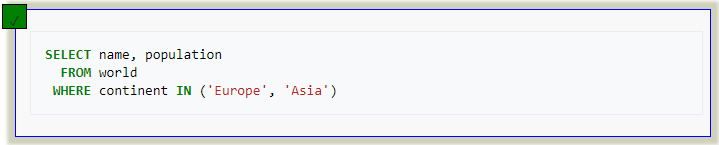 ✓
SELECT name, population
  FROM world
 WHERE continent IN ('Europe', 'Asia')